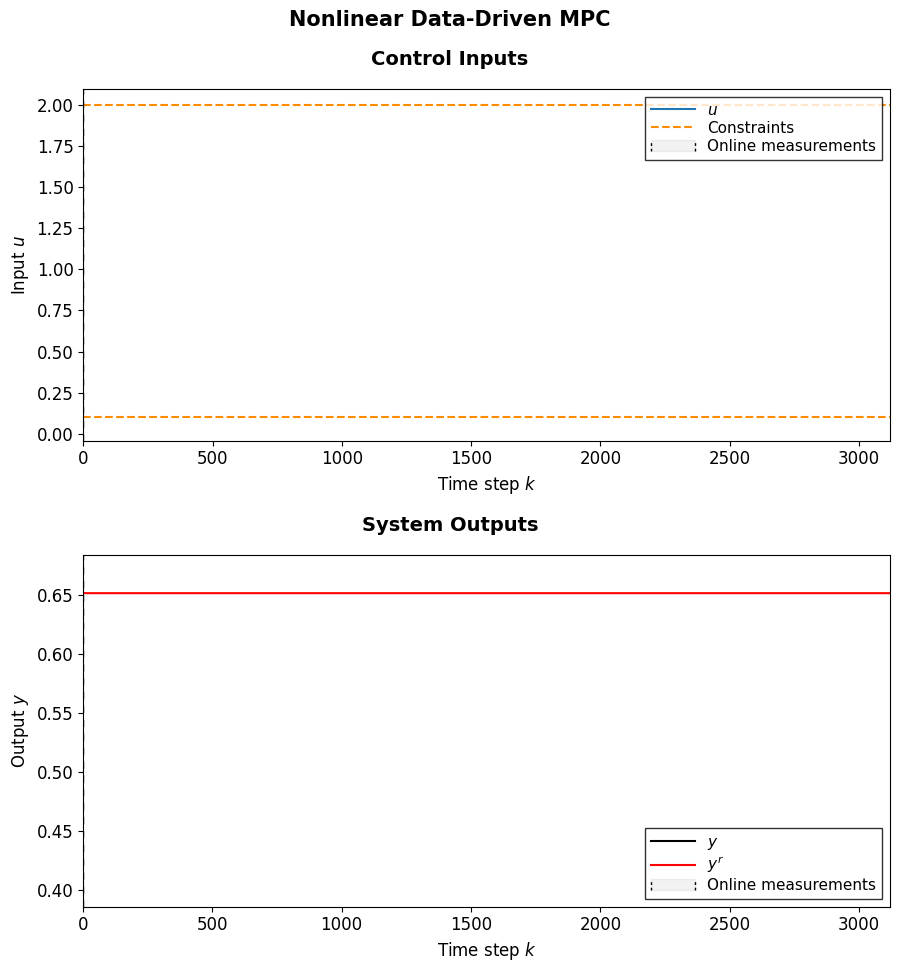 Nonlinear Data-Driven MPC
Control Inputs
2.00
1.75
1.50
1.25
1.00
0.75
0.50
0.25
0.00
Input u
u
Constraints
Online measurements
0 500 1000 1500 2000 2500 3000
Time step k
System Outputs
0.65
0.60
0.55
0.50
0.45
0.40
Output y
y
y^r
Online measurements
0 500 1000 1500 2000 2500 3000
Time step k